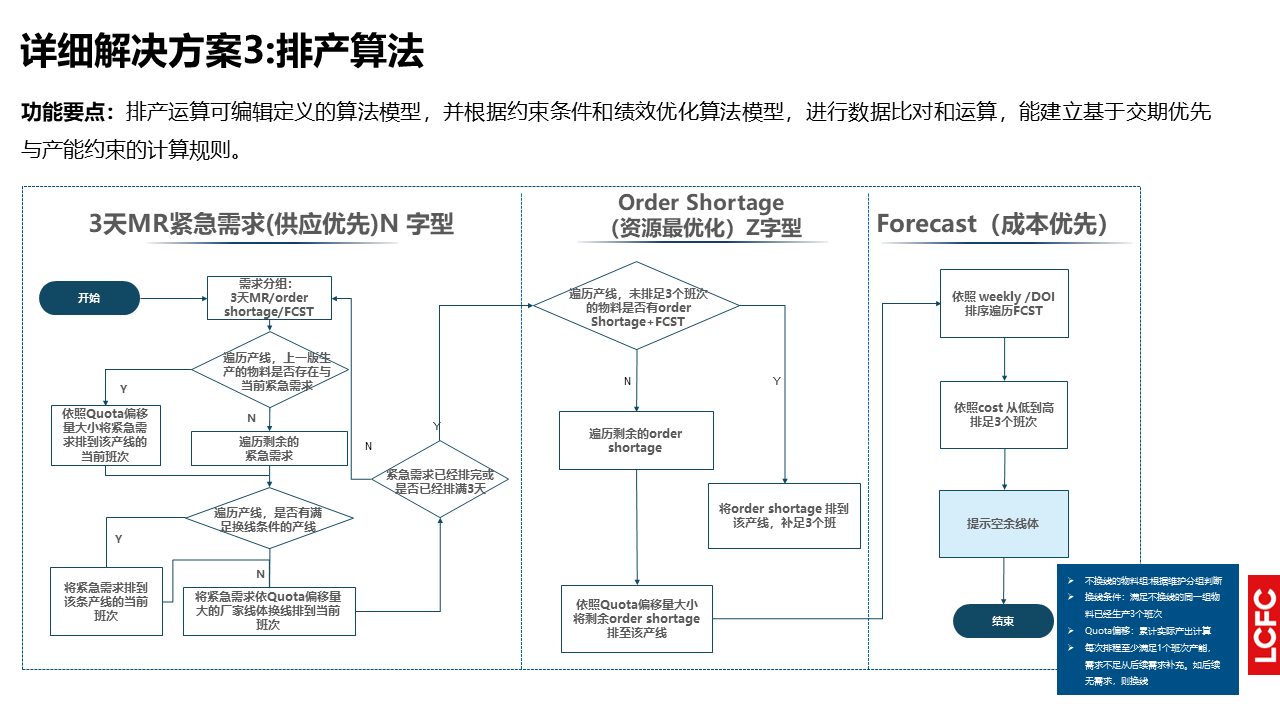 详细解决方案3:排产算法
功能要点：排产运算可编辑定义的算法模型，并根据约束条件和绩效优化算法模型，进行数据比对和运算，能建立基于交期优先
与产能约束的计算规则。
3天MR紧急需求(供应优先)N 字型
Order Shortage
（资源最优化）Z字型
Forecast（成本优先）
开始
需求分组：
3天MR/order
shortage/FCST
遍历产线，上一版生
产的物料是否存在与
当前紧急需求
Y
N
依照Quota偏移
量大小将紧急需
求排到该产线的
当前班次
遍历剩余的
紧急需求
遍历产线，是否有满
足换线条件的产线
Y
N
将紧急需求排到
该条产线的当前
班次
将紧急需求依Quota偏移量
大的厂家线体换线排到当前
班次
N
Y
紧急需求已经排完或
是否已经排满3天
遍历产线，未排足3个班次
的物料是否有order
Shortage+FCST
N
Y
遍历剩余的order
shortage
将order shortage 排到
该产线，补足3个班
依照Quota偏移量大小
将剩余order shortage
排至该产线
依照 weekly /DOI
排序遍历FCST
依照cost 从低到高
排足3个班次
提示空余线体
结束
➢ 不换线的物料组:根据维护分组判断
➢ 换线条件：满足不换线的同一组物
料已经生产3个班次
➢ Quota偏移：累计实际产出计算
➢ 每次排程至少满足1个班次产能，
需求不足从后续需求补充。如后续
无需求，则换线
LCFC